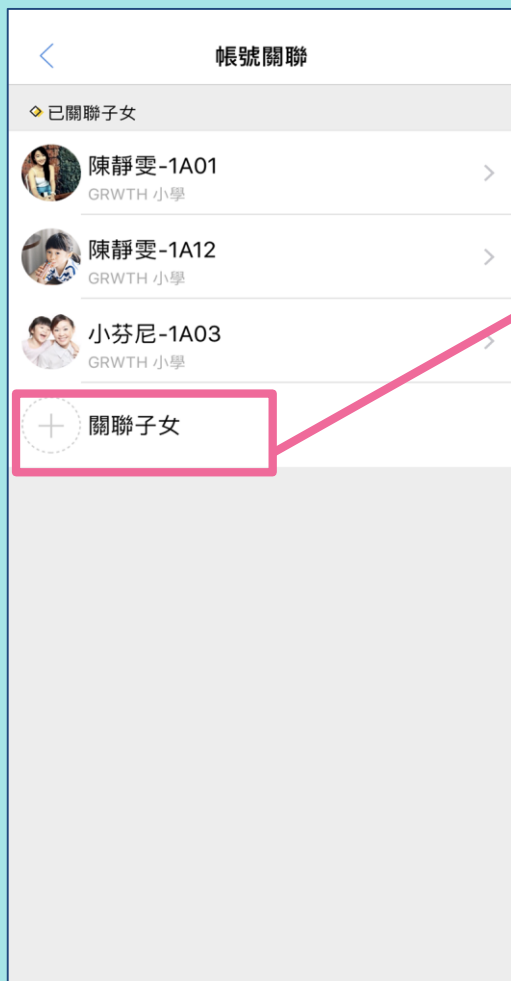 帳號關聯
已關聯子女
陳靜雯-1A01
GRWTH 小學
陳靜雯-1A12
GRWTH 小學
小芬尼-1A03
GRWTH 小學
關聯子女